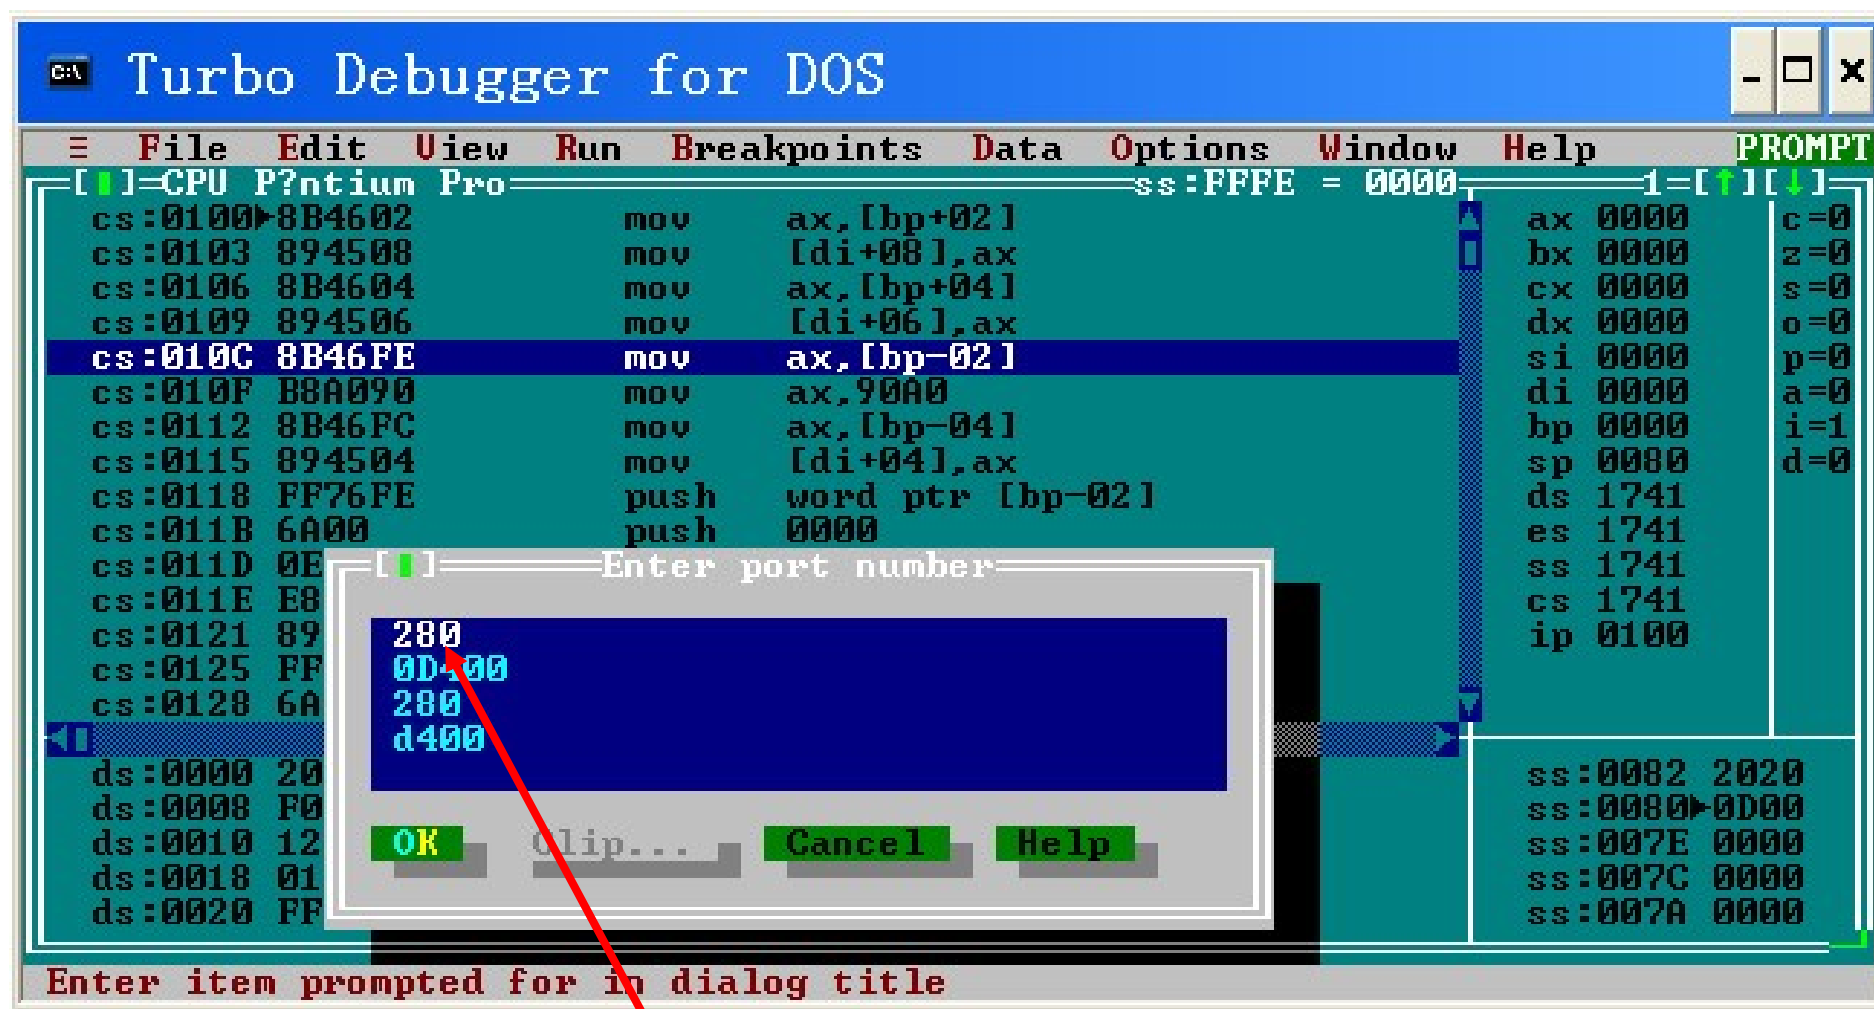 C:\ Turbo Debugger for DOS
≡ File Edit View Run Breakpoints Data Options Window Help PROMPT
[▮]=CPU P?ntium Pro ss:FFFE = 0000 1=[↑][↓]
cs:0100▶8B4602 mov ax,[bp+02] ax 0000 c=0
cs:0103 894508 mov [di+08],ax bx 0000 z=0
cs:0106 8B4604 mov ax,[bp+04] cx 0000 s=0
cs:0109 894506 mov [di+06],ax dx 0000 o=0
cs:010C 8B46FE mov ax,[bp-02] si 0000 p=0
cs:010F B8A090 mov ax,90A0 di 0000 a=0
cs:0112 8B46FC mov ax,[bp-04] bp 0000 i=1
cs:0115 894504 mov [di+04],ax sp 0080 d=0
cs:0118 FF76FE push word ptr [bp-02] ds 1741
cs:011B 6A00 push 0000 es 1741
cs:011D 0E [▮] Enter port number ss 1741
cs:011E E8 cs 1741
cs:0121 89 280 ip 0100
cs:0125 FF 0D400
cs:0128 6A 280
d400
ds:0000 20 ss:0082 2020
ds:0008 F0 ss:0080▶0D00
ds:0010 12 OK Clip... Cancel Help ss:007E 0000
ds:0018 01 ss:007C 0000
ds:0020 FF ss:007A 0000
Enter item prompted for in dialog title